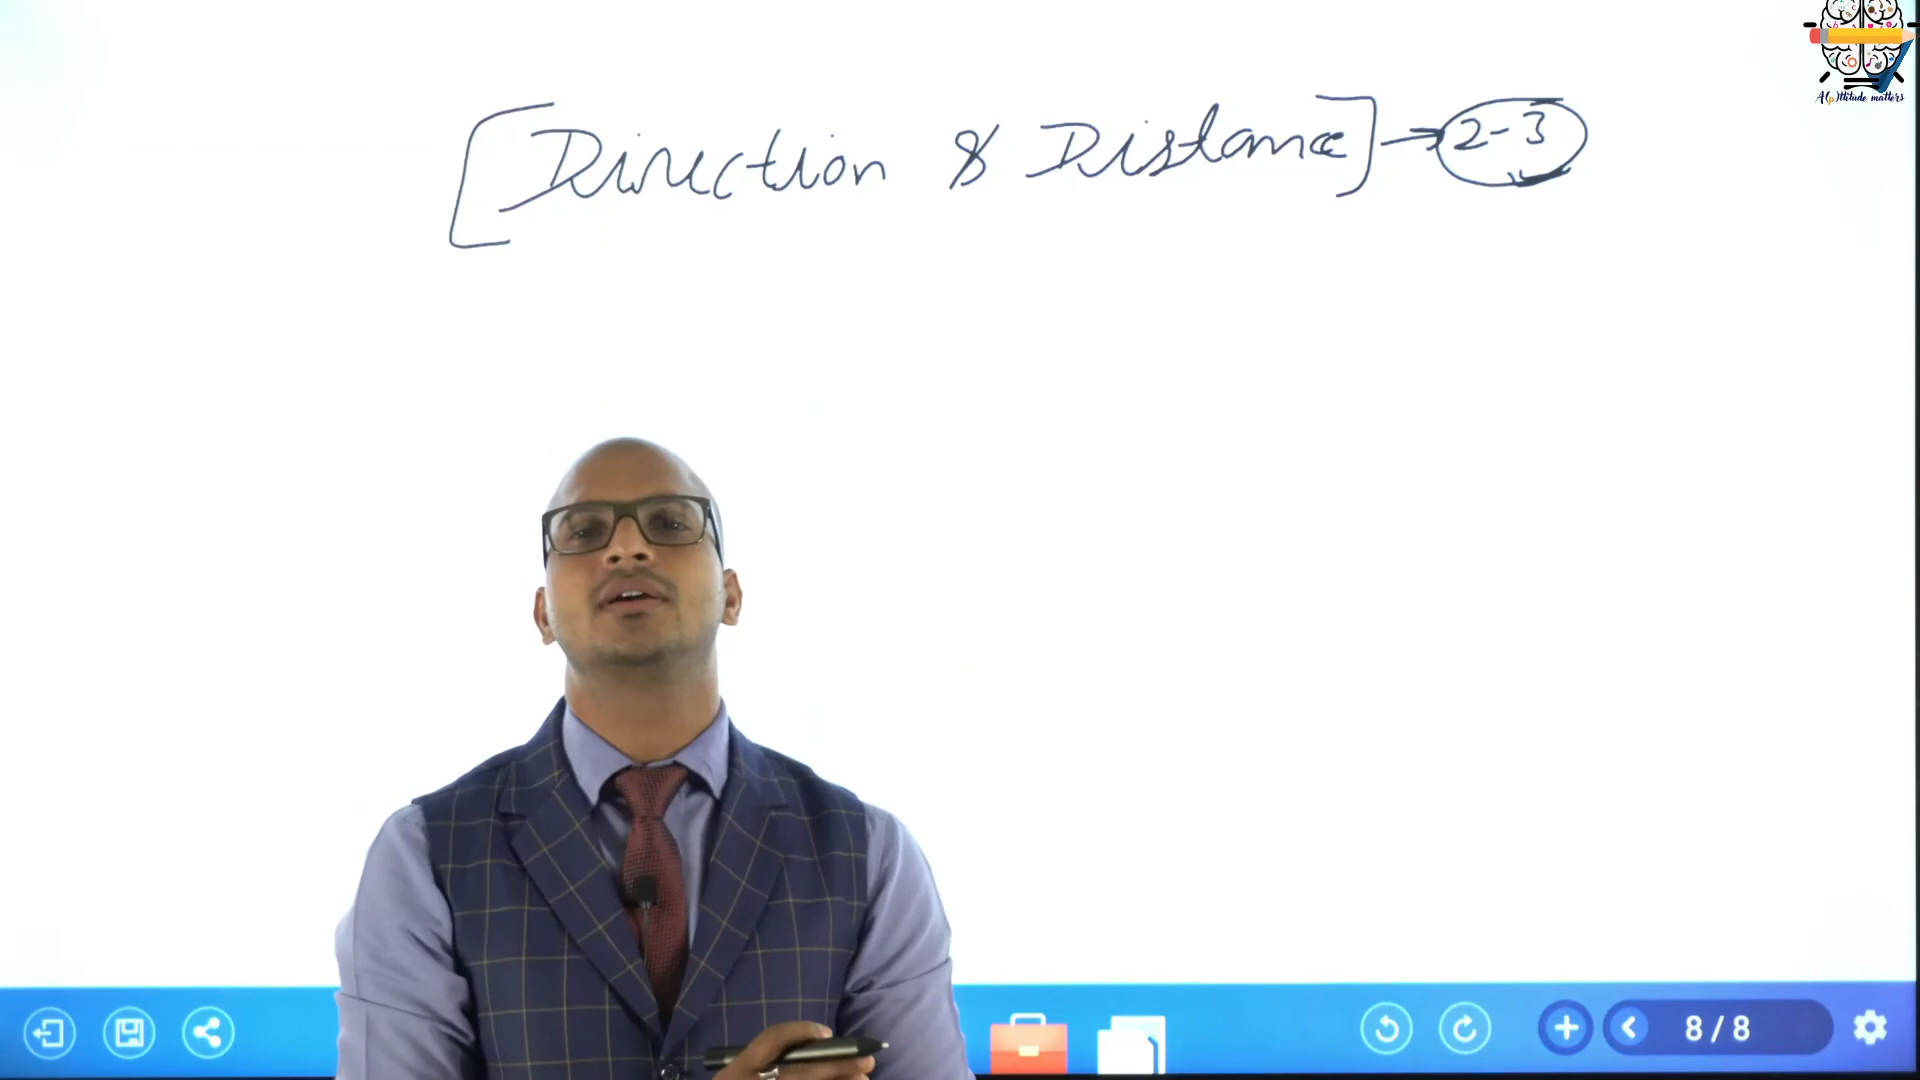 [Direction & Distance] → 2-3
A(p)ttitude matters
8 / 8